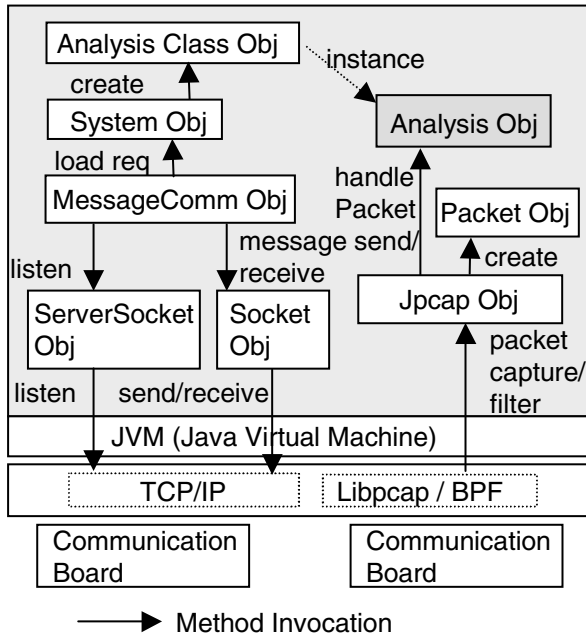 Analysis Class Obj
instance
create
System Obj
Analysis Obj
load req
handle
Packet
MessageComm Obj
Packet Obj
message send/
receive
listen
create
Jpcap Obj
ServerSocket
Obj
Socket
Obj
packet
capture/
filter
listen
send/receive
JVM (Java Virtual Machine)
TCP/IP
Libpcap / BPF
Communication
Board
Communication
Board
Method Invocation